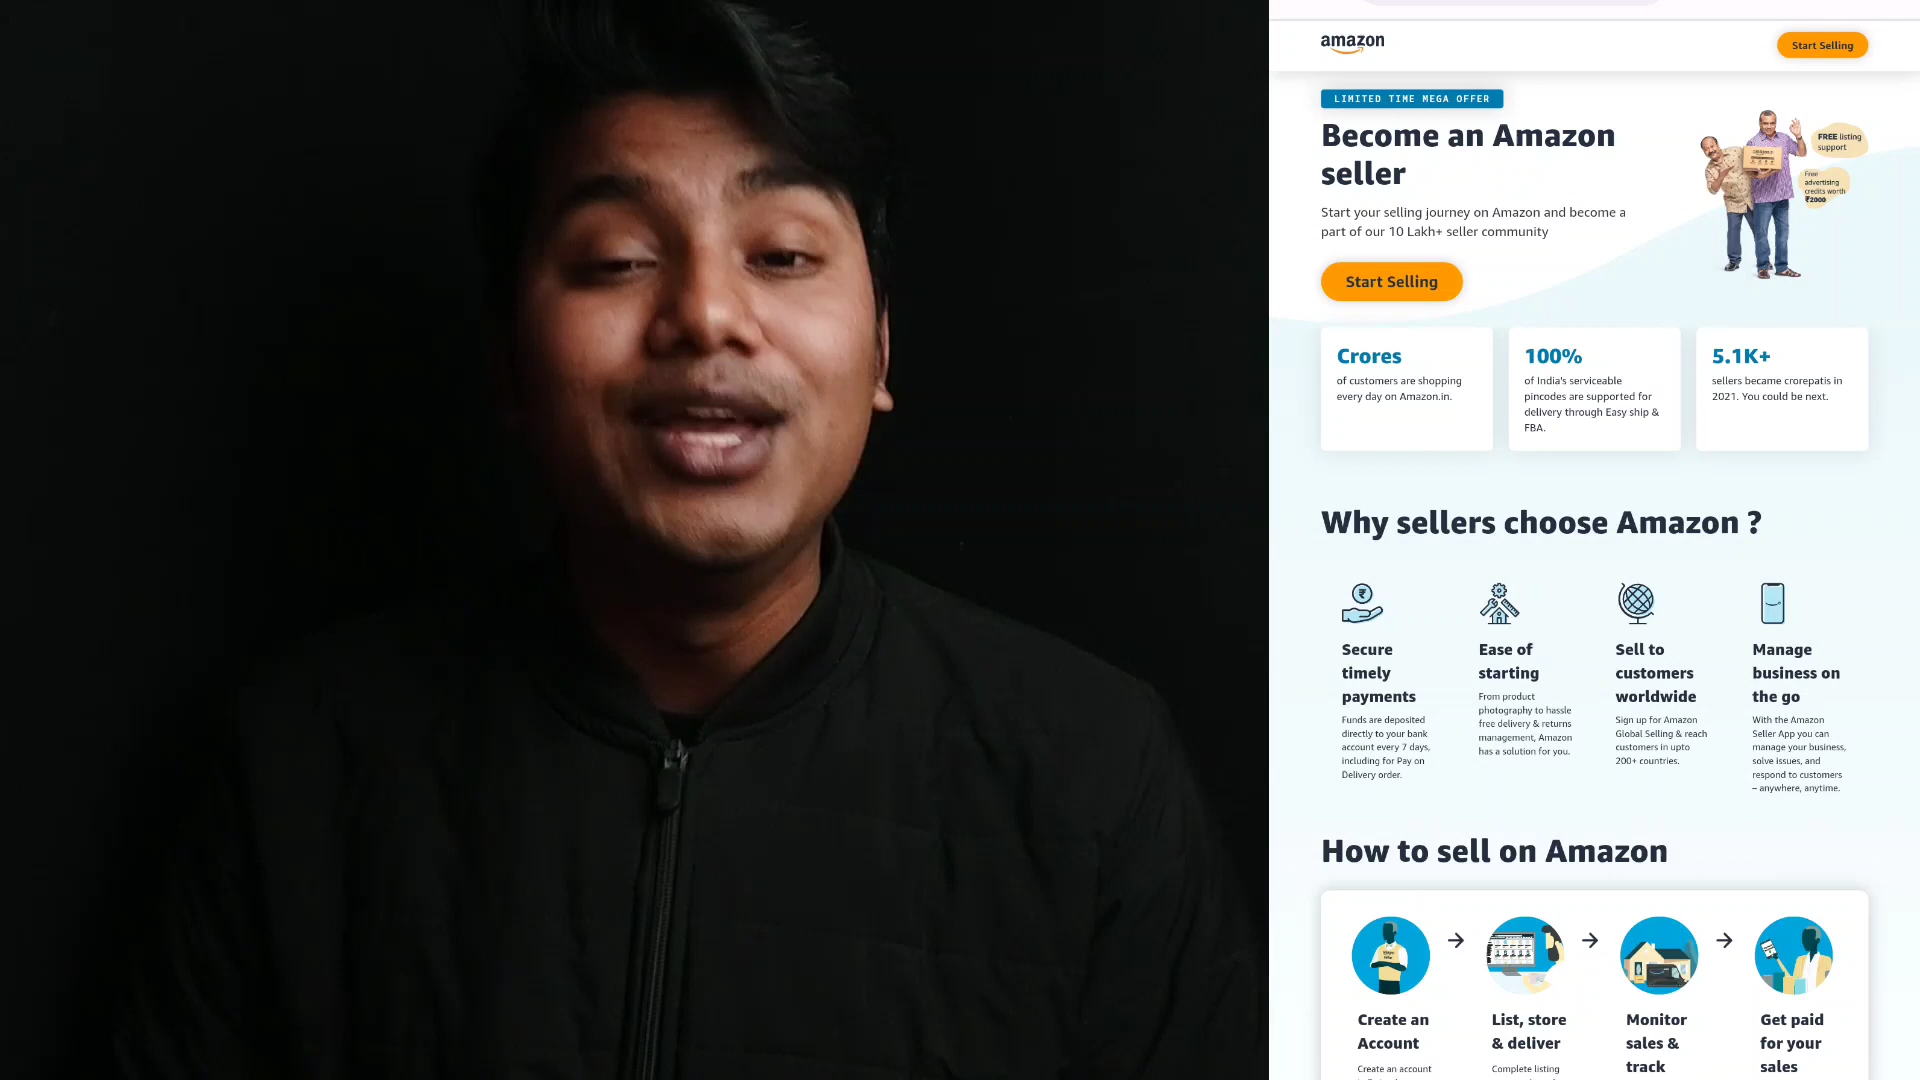 amazon
Start Selling
LIMITED TIME MEGA OFFER
Become an Amazon
seller
FREE listing
support
Free
advertising
credits worth
₹2000
Start your selling journey on Amazon and become a
part of our 10 Lakh+ seller community
Start Selling
Crores
of customers are shopping
every day on Amazon.in.
100%
of India's serviceable
pincodes are supported for
delivery through Easy ship &
FBA.
5.1K+
sellers became crorepatis in
2021. You could be next.
Why sellers choose Amazon ?
Secure
timely
payments
Funds are deposited
directly to your bank
account every 7 days,
including for Pay on
Delivery order.
Ease of
starting
From product
photography to hassle
free delivery & returns
management, Amazon
has a solution for you.
Sell to
customers
worldwide
Sign up for Amazon
Global Selling & reach
customers in upto
200+ countries.
Manage
business on
the go
With the Amazon
Seller App you can
manage your business,
solve issues, and
respond to customers
– anywhere, anytime.
How to sell on Amazon
Create an
Account
Create an account
List, store
& deliver
Complete listing
Monitor
sales &
track
Get paid
for your
sales